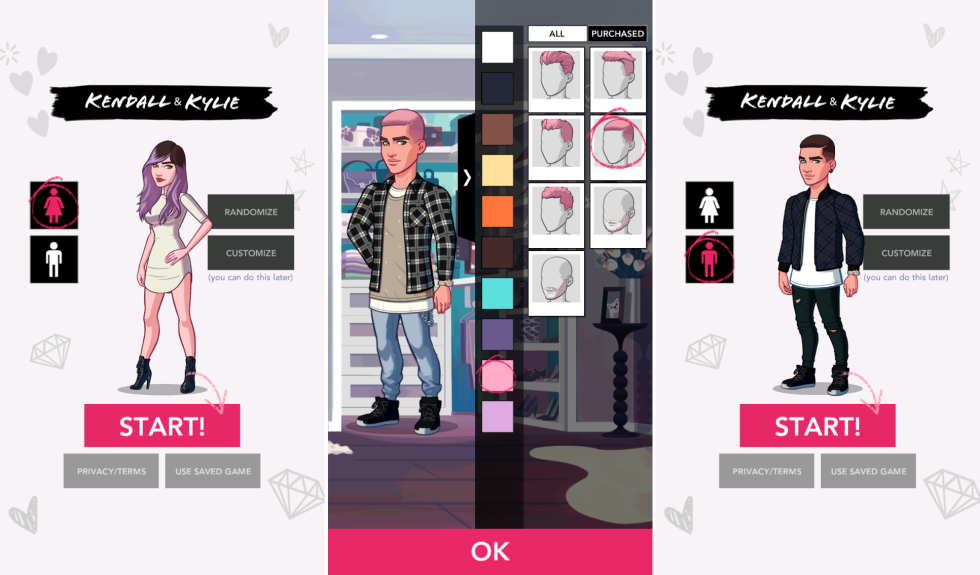 KENDALL & KYLIE
RANDOMIZE
CUSTOMIZE
(you can do this later)
START!
PRIVACY/TERMS
USE SAVED GAME
ALL
PURCHASED
OK
KENDALL & KYLIE
RANDOMIZE
CUSTOMIZE
(you can do this later)
START!
PRIVACY/TERMS
USE SAVED GAME